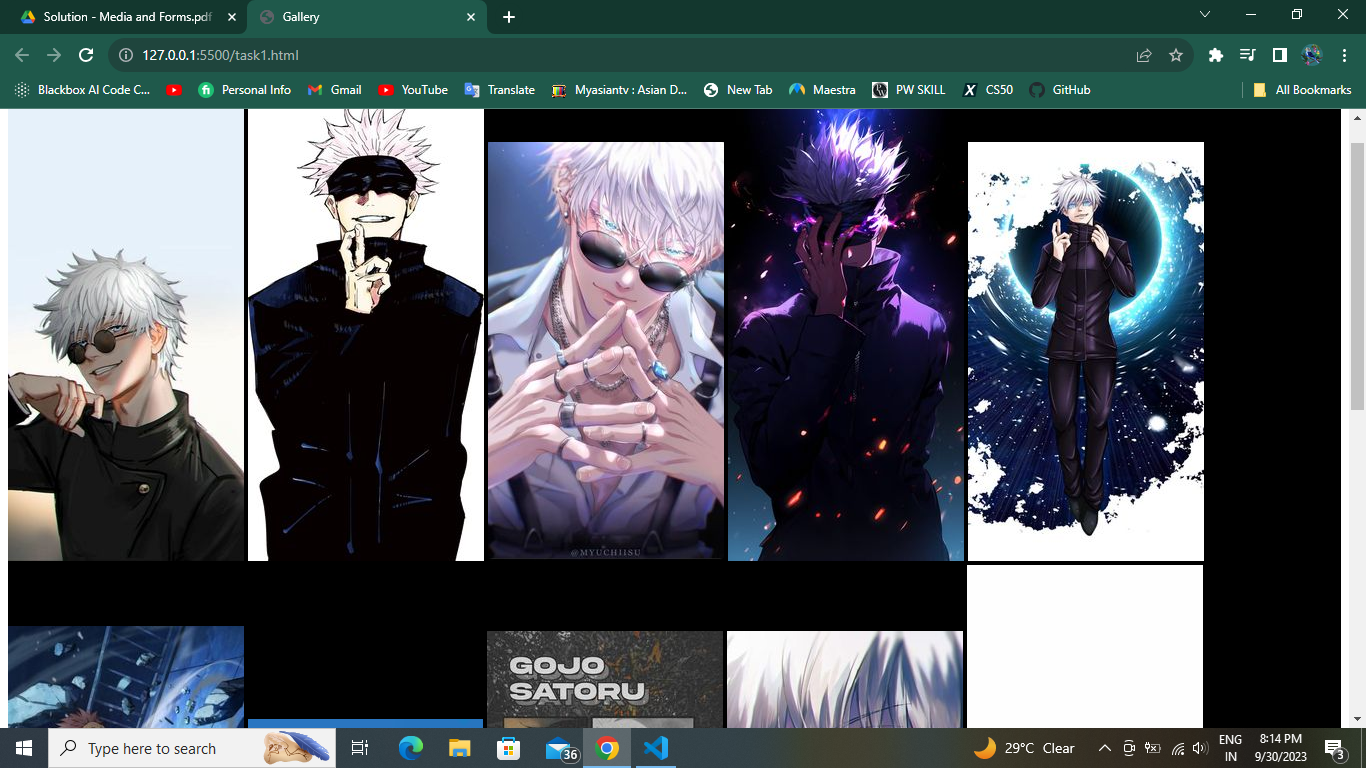 Solution - Media and Forms.pdf
Gallery
127.0.0.1:5500/task1.html
Blackbox AI Code C...
Personal Info
Gmail
YouTube
Translate
Myasiantv : Asian D...
New Tab
Maestra
PW SKILL
CS50
GitHub
All Bookmarks
@MYUCHIISU
GOJO
SATORU
Type here to search
36
29°C Clear
ENG
IN
8:14 PM
9/30/2023
3